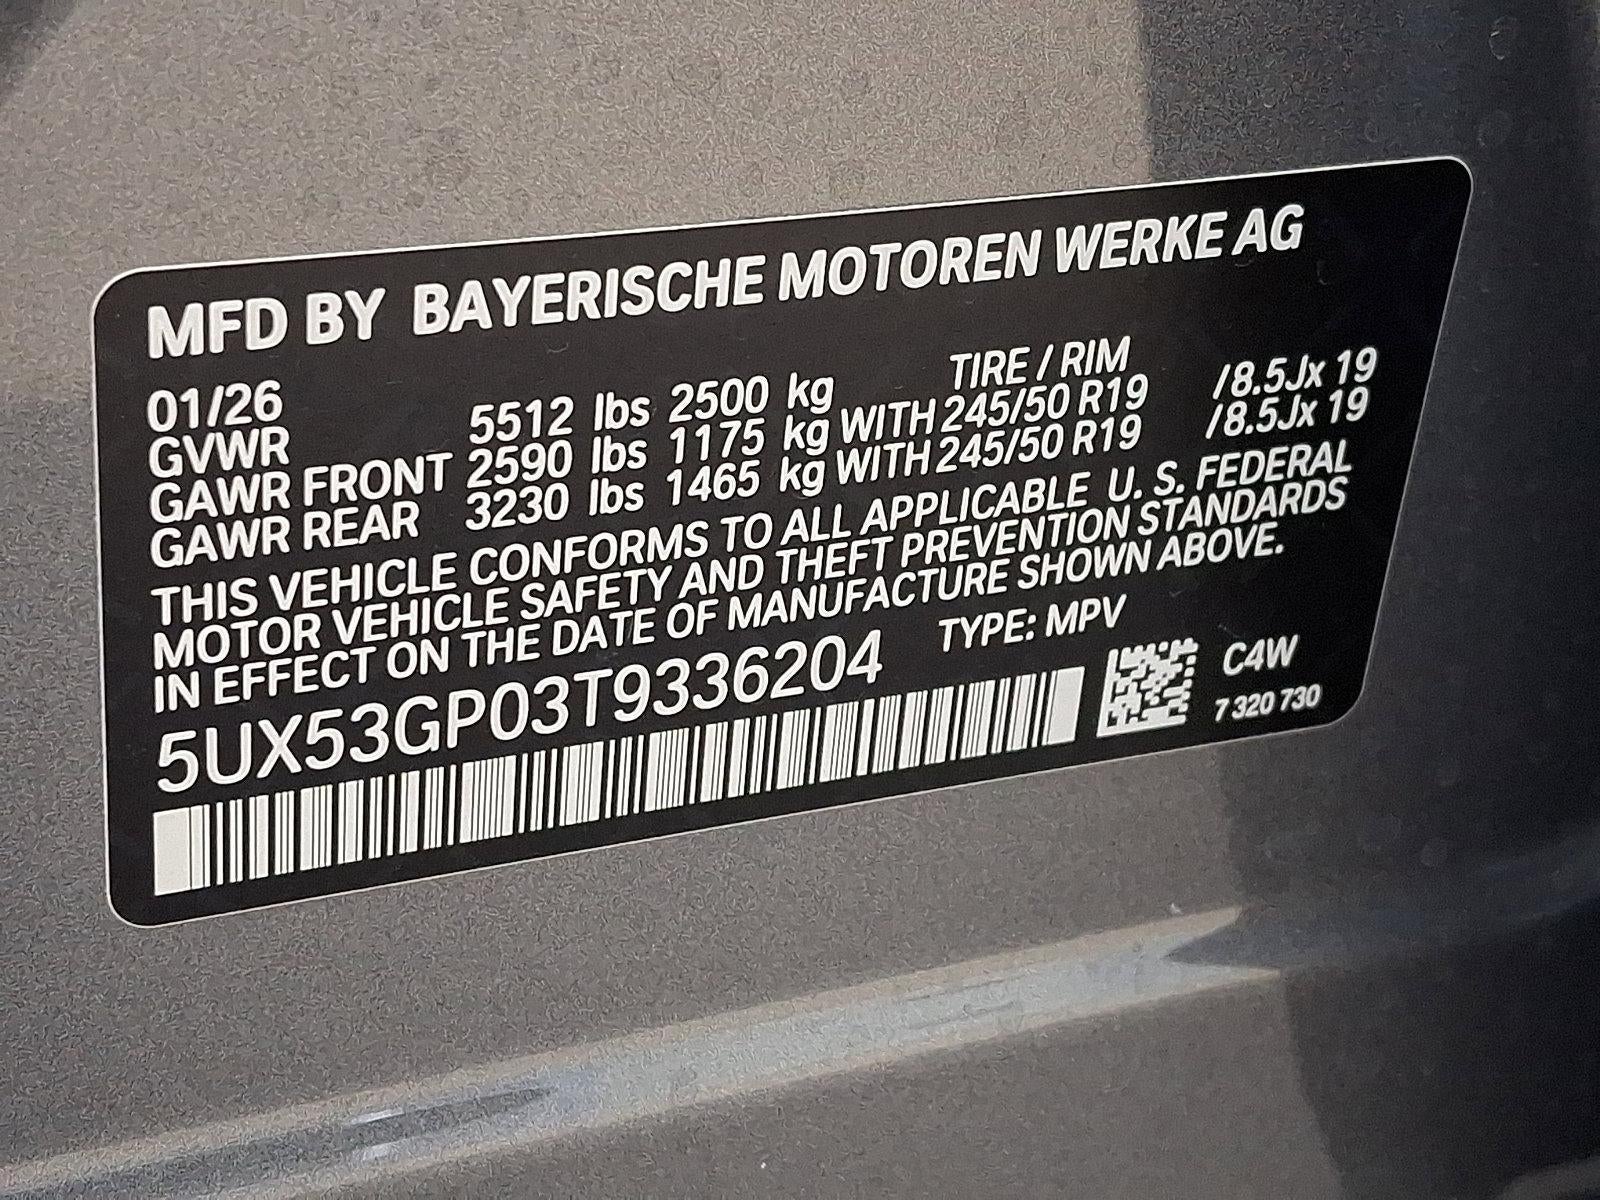 MFD BY BAYERISCHE MOTOREN WERKE AG
01/26 TIRE / RIM
GVWR 5512 lbs 2500 kg
GAWR FRONT 2590 lbs 1175 kg WITH 245/50 R19 /8.5Jx 19
GAWR REAR 3230 lbs 1465 kg WITH 245/50 R19 /8.5Jx 19
THIS VEHICLE CONFORMS TO ALL APPLICABLE U. S. FEDERAL
MOTOR VEHICLE SAFETY AND THEFT PREVENTION STANDARDS
IN EFFECT ON THE DATE OF MANUFACTURE SHOWN ABOVE.
5UX53GP03T9336204 TYPE: MPV
C4W
7 320 730